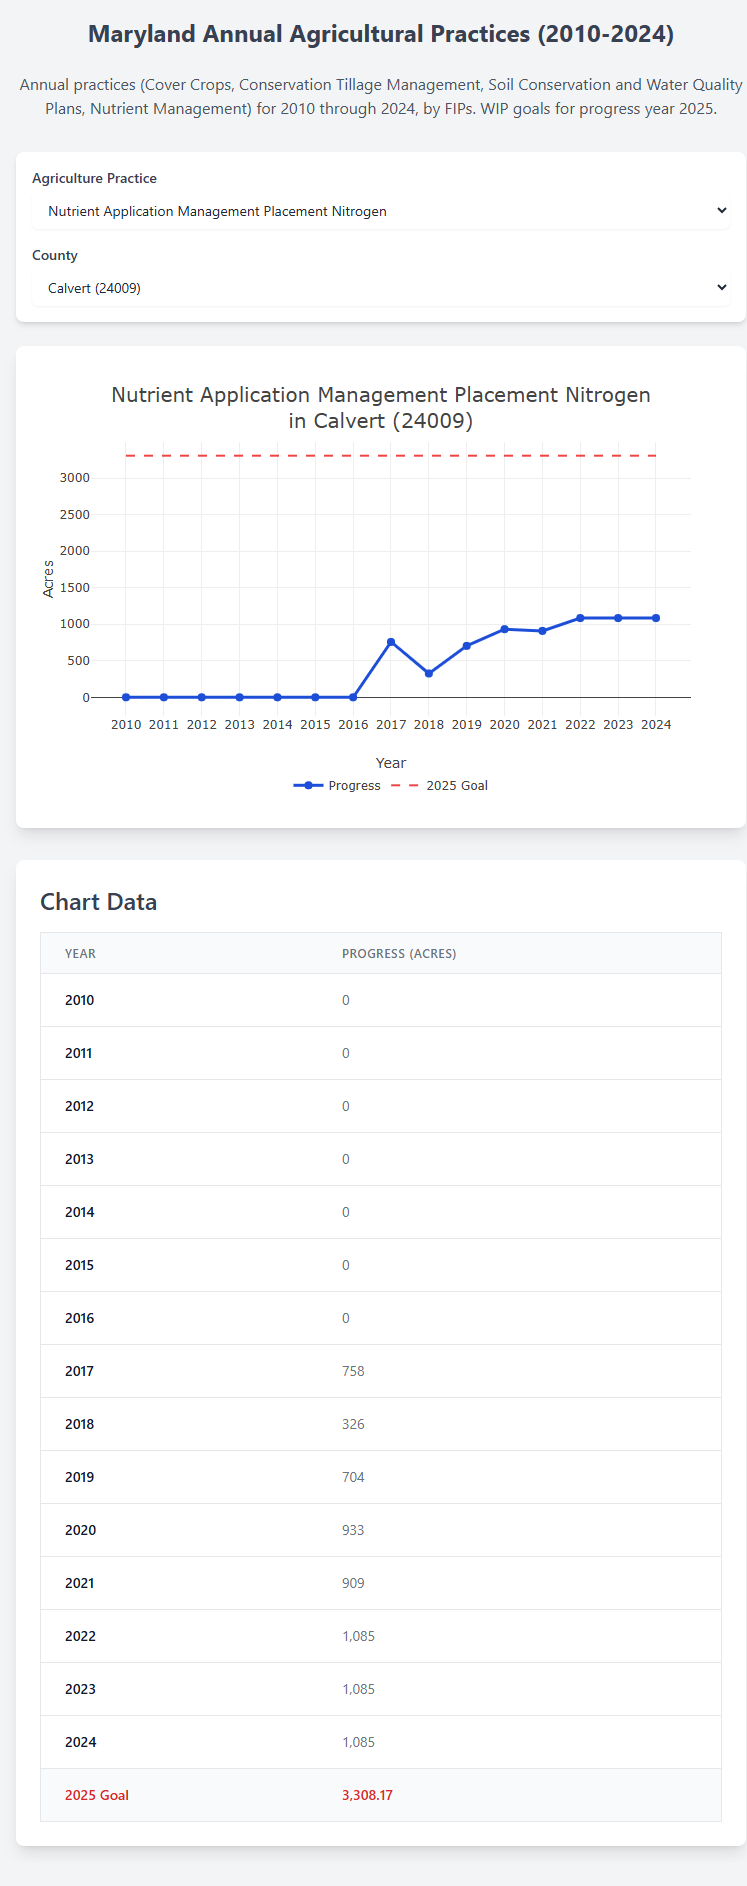 Maryland Annual Agricultural Practices (2010-2024)
Annual practices (Cover Crops, Conservation Tillage Management, Soil Conservation and Water Quality
Plans, Nutrient Management) for 2010 through 2024, by FIPs. WIP goals for progress year 2025.
Agriculture Practice
Nutrient Application Management Placement Nitrogen
County
Calvert (24009)
Nutrient Application Management Placement Nitrogen
in Calvert (24009)
3000
2500
2000
1500
1000
500
0
Acres
2010 2011 2012 2013 2014 2015 2016 2017 2018 2019 2020 2021 2022 2023 2024
Year
Progress 2025 Goal
Chart Data
YEAR PROGRESS (ACRES)
2010 0
2011 0
2012 0
2013 0
2014 0
2015 0
2016 0
2017 758
2018 326
2019 704
2020 933
2021 909
2022 1,085
2023 1,085
2024 1,085
2025 Goal 3,308.17